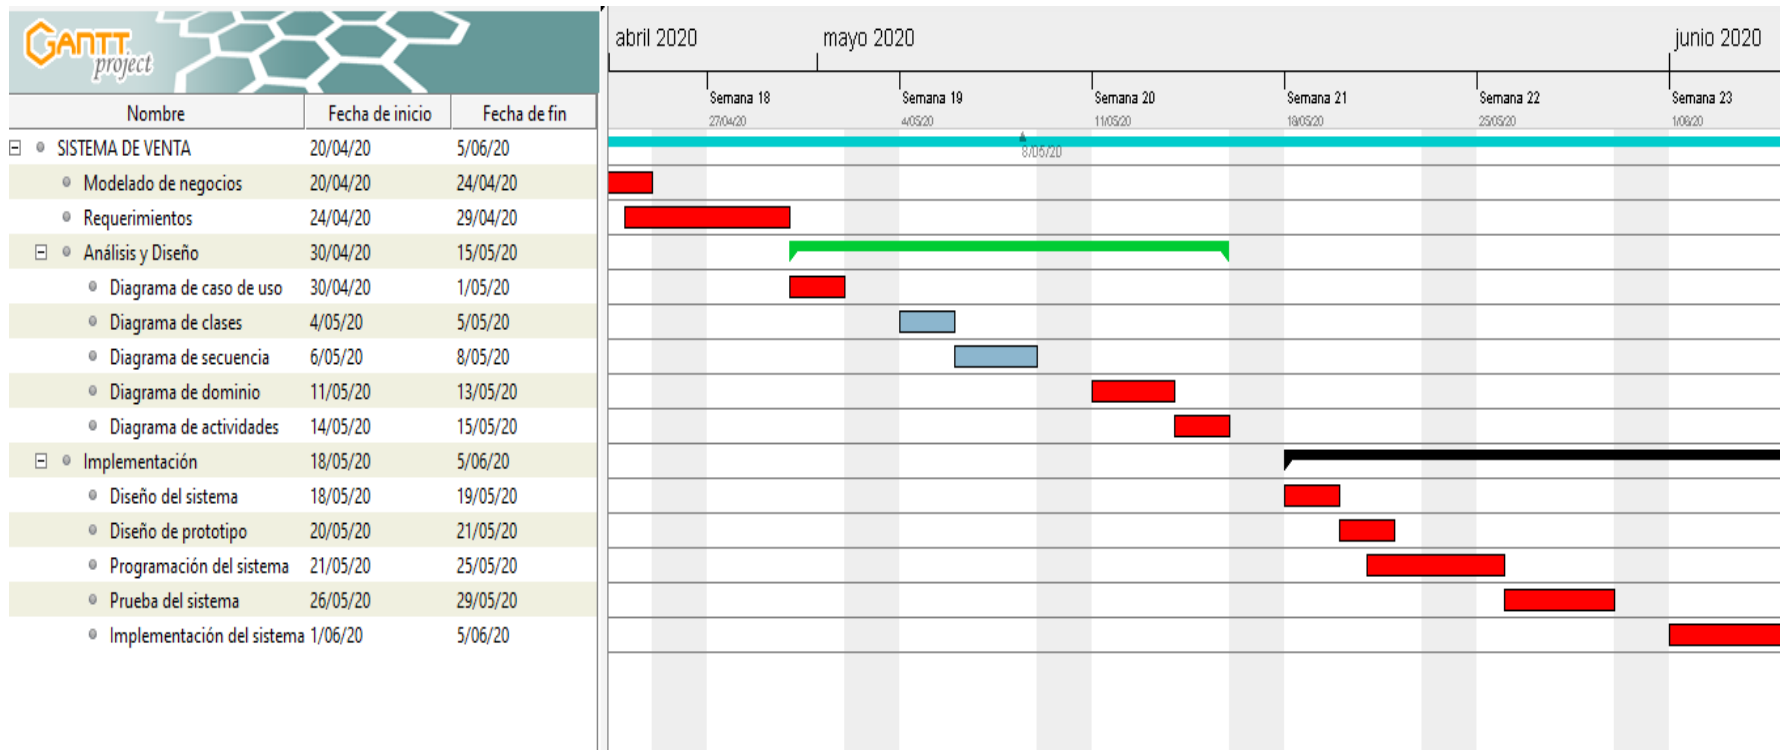 GANTT
project
abril 2020 mayo 2020 junio 2020
Semana 18 Semana 19 Semana 20 Semana 21 Semana 22 Semana 23
27/04/20 4/05/20 11/05/20 18/05/20 25/05/20 1/06/20
Nombre Fecha de inicio Fecha de fin
SISTEMA DE VENTA 20/04/20 5/06/20
8/05/20
Modelado de negocios 20/04/20 24/04/20
Requerimientos 24/04/20 29/04/20
Análisis y Diseño 30/04/20 15/05/20
Diagrama de caso de uso 30/04/20 1/05/20
Diagrama de clases 4/05/20 5/05/20
Diagrama de secuencia 6/05/20 8/05/20
Diagrama de dominio 11/05/20 13/05/20
Diagrama de actividades 14/05/20 15/05/20
Implementación 18/05/20 5/06/20
Diseño del sistema 18/05/20 19/05/20
Diseño de prototipo 20/05/20 21/05/20
Programación del sistema 21/05/20 25/05/20
Prueba del sistema 26/05/20 29/05/20
Implementación del sistema 1/06/20 5/06/20